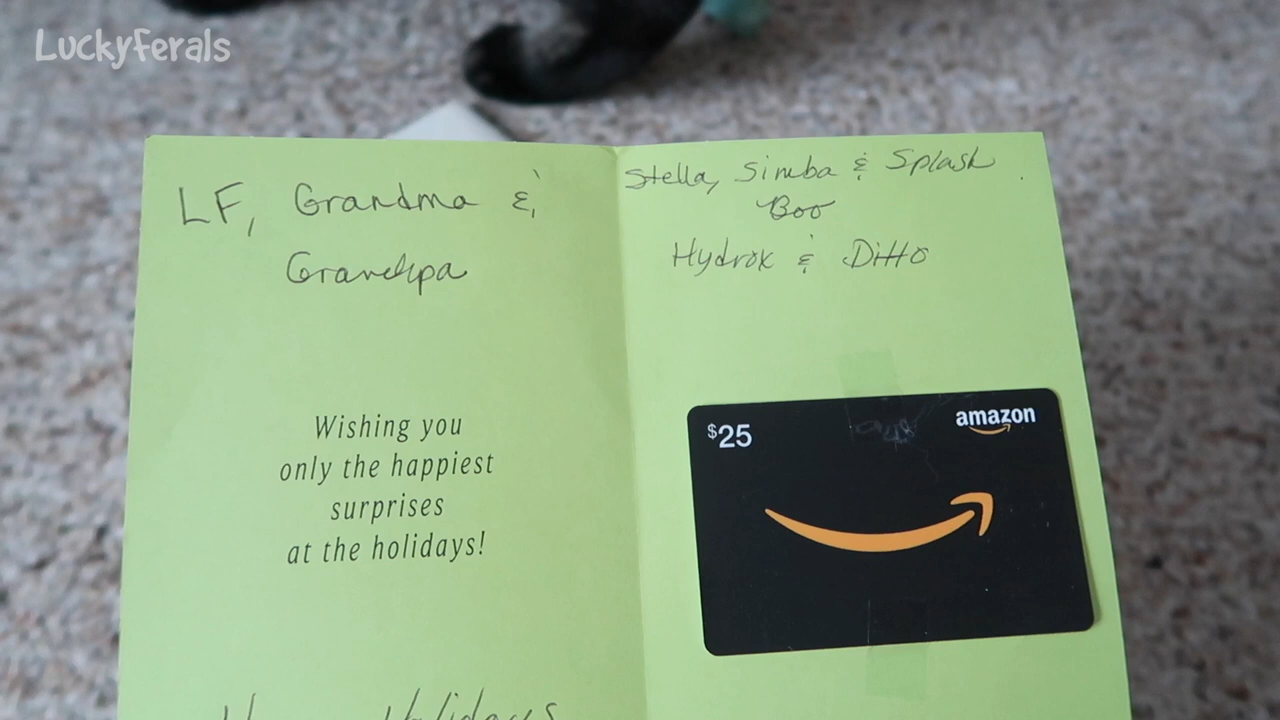 LuckyFerals
LF, Grandma &
Grandpa
Wishing you
only the happiest
surprises
at the holidays!
Holidays
Stella, Simba & Splash
Boo
Hydrox & Ditto
$25
amazon